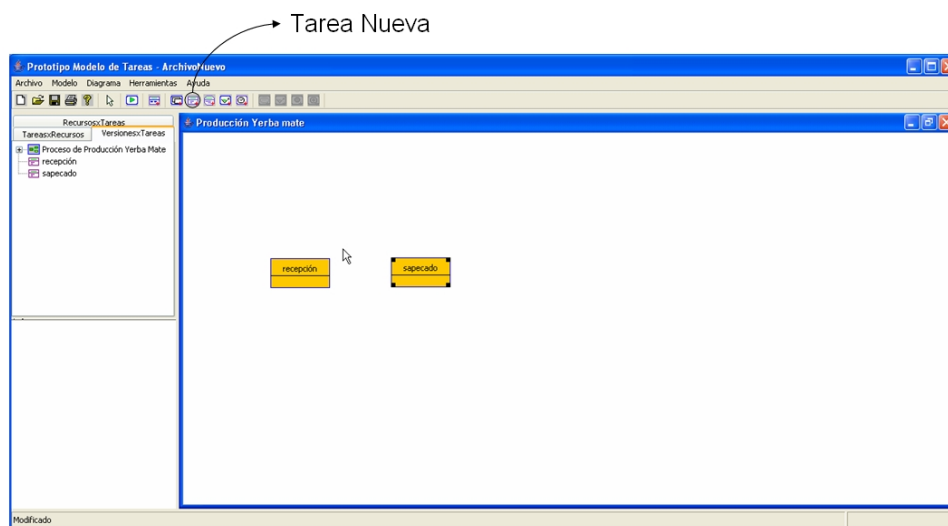 Tarea Nueva
Prototipo Modelo de Tareas - ArchivoNuevo
Archivo Modelo Diagrama Herramientas Ayuda
RecursosxTareas
TareasxRecursos VersionesxTareas
Producción Yerba mate
Proceso de Producción Yerba Mate
recepción
sapecado
recepción sapecado
Modificado